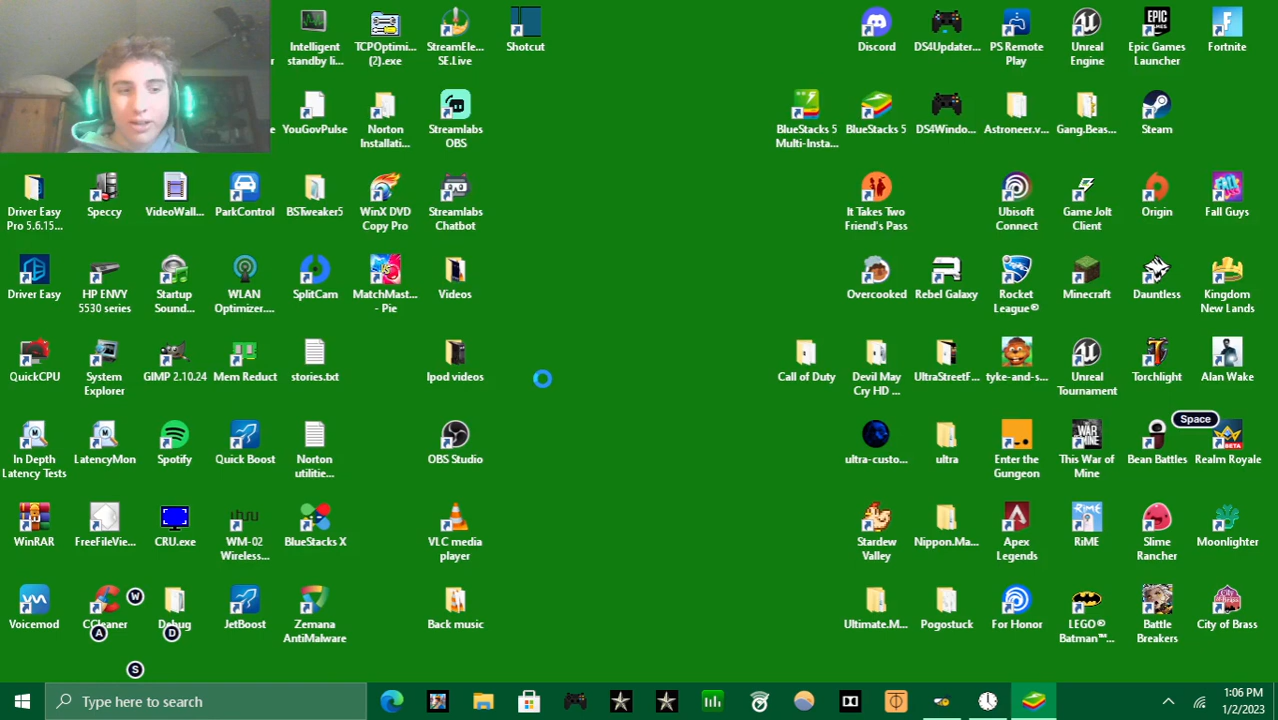 Intelligent
standby li...
TCPOptimi...
(2).exe
StreamEle...
SE.Live
Shotcut
Discord
DS4Updater...
PS Remote
Play
Unreal
Engine
Epic Games
Launcher
Fortnite
YouGovPulse
Norton
Installati...
Streamlabs
OBS
BlueStacks 5
Multi-Insta...
BlueStacks 5
DS4Windo...
Astroneer.v...
Gang.Beas...
Steam
Driver Easy
Pro 5.6.15...
Speccy
VideoWall...
ParkControl
BSTweaker5
WinX DVD
Copy Pro
Streamlabs
Chatbot
It Takes Two
Friend's Pass
Ubisoft
Connect
Game Jolt
Client
Origin
Fall Guys
Driver Easy
HP ENVY
5530 series
Startup
Sound...
WLAN
Optimizer....
SplitCam
MatchMast...
- Pie
Videos
Overcooked
Rebel Galaxy
Rocket
League®
Minecraft
Dauntless
Kingdom
New Lands
QuickCPU
System
Explorer
GIMP 2.10.24
Mem Reduct
stories.txt
Ipod videos
Call of Duty
Devil May
Cry HD ...
UltraStreetF...
tyke-and-s...
Unreal
Tournament
Torchlight
Alan Wake
Space
In Depth
Latency Tests
LatencyMon
Spotify
Quick Boost
Norton
utilitie...
OBS Studio
ultra-custo...
ultra
Enter the
Gungeon
WAR
MINE
This War of
Mine
Bean Battles
BETA
Realm Royale
WinRAR
FreeFileVie...
CRU.exe
WM-02
Wireless...
BlueStacks X
VLC media
player
Stardew
Valley
Nippon.Ma...
Apex
Legends
RiME
RiME
Slime
Rancher
Moonlighter
Voicemod
CCleaner
Debug
JetBoost
Zemana
AntiMalware
Back music
Ultimate.M...
Pogostuck
For Honor
LEGO®
Batman™...
Battle
Breakers
City of Brass
W
A
D
S
Type here to search
1:06 PM
1/2/2023